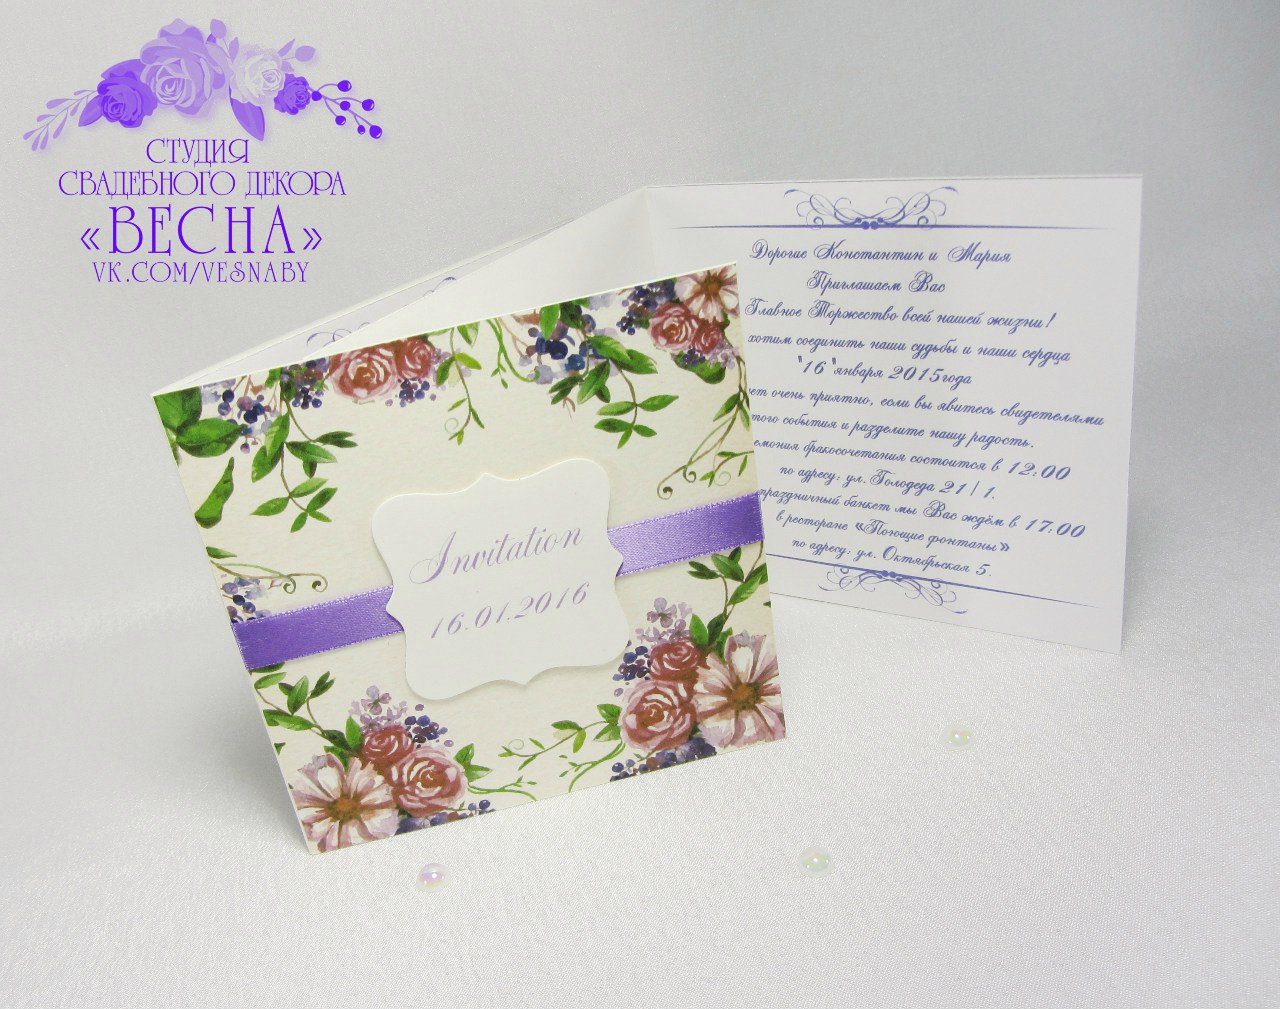 СТУДИЯ
СВАДЕБНОГО ДЕКОРА
«ВЕСНА»
VK.COM/VESNABY
Invitation
16.01.2016
Дорогие Константин и Мария
Приглашаем Вас
Главное Торжество всей нашей жизни!
хотим соединить наши судьбы и наши сердца
"16"января 2015года
очень приятно, если вы явитесь свидетелями
события и разделите нашу радость.
бракосочетания состоится в 12:00
по адресу: ул. Голодеда 21/1.
праздничный банкет мы Вас ждём в 17:00
в ресторане «Поющие фонтаны»
по адресу: ул. Октябрьская 5.